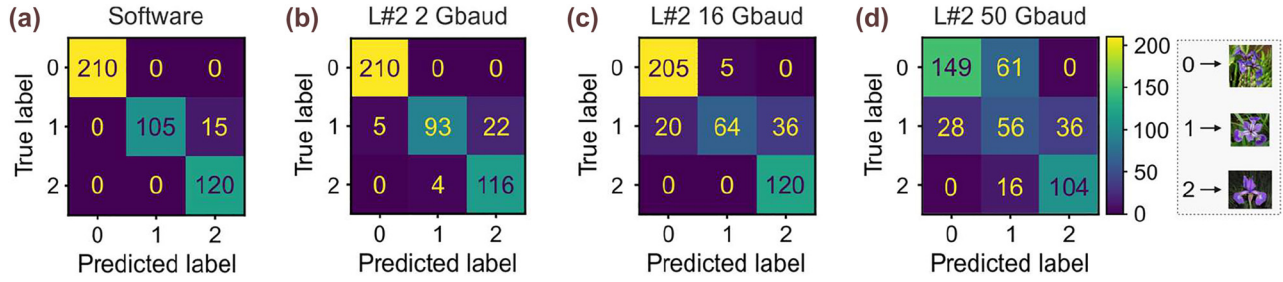 (a) Software
True label
0 210 0 0
1 0 105 15
2 0 0 120
0 1 2
Predicted label
(b) L#2 2 Gbaud
True label
0 210 0 0
1 5 93 22
2 0 4 116
0 1 2
Predicted label
(c) L#2 16 Gbaud
True label
0 205 5 0
1 20 64 36
2 0 0 120
0 1 2
Predicted label
(d) L#2 50 Gbaud
True label
0 149 61 0
1 28 56 36
2 0 16 104
0 1 2
Predicted label
200
150
100
50
0
0 →
1 →
2 →